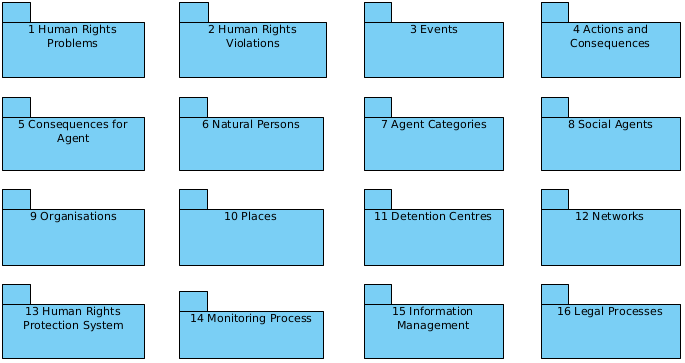 1 Human Rights
Problems
2 Human Rights
Violations
3 Events
4 Actions and
Consequences
5 Consequences for
Agent
6 Natural Persons
7 Agent Categories
8 Social Agents
9 Organisations
10 Places
11 Detention Centres
12 Networks
13 Human Rights
Protection System
14 Monitoring Process
15 Information
Management
16 Legal Processes